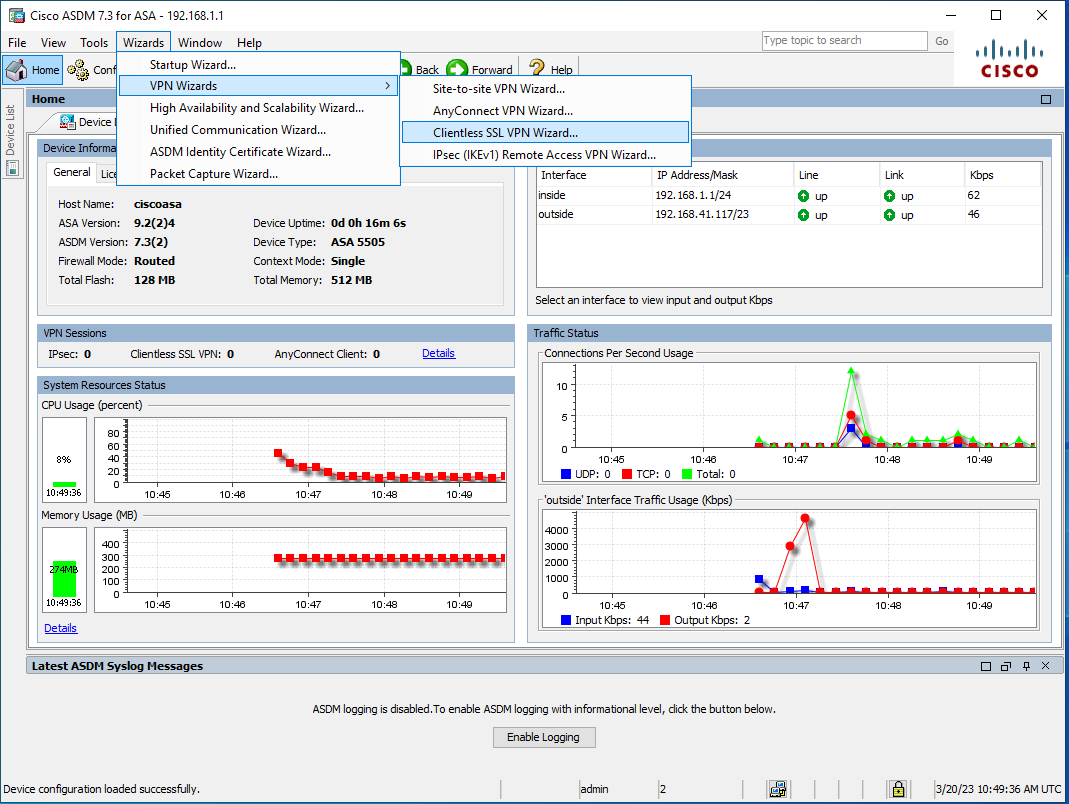 Cisco ASDM 7.3 for ASA - 192.168.1.1
File View Tools Wizards Window Help
Type topic to search Go
CISCO
Home
Back Forward Help
Startup Wizard...
VPN Wizards
High Availability and Scalability Wizard...
Unified Communication Wizard...
ASDM Identity Certificate Wizard...
Packet Capture Wizard...
Site-to-site VPN Wizard...
AnyConnect VPN Wizard...
Clientless SSL VPN Wizard...
IPsec (IKEv1) Remote Access VPN Wizard...
Device List
Home
Device
Device Informa
General
Host Name: ciscoasa
ASA Version: 9.2(2)4 Device Uptime: 0d 0h 16m 6s
ASDM Version: 7.3(2) Device Type: ASA 5505
Firewall Mode: Routed Context Mode: Single
Total Flash: 128 MB Total Memory: 512 MB
Interface IP Address/Mask Line Link Kbps
inside 192.168.1.1/24 up up 62
outside 192.168.41.117/23 up up 46
Select an interface to view input and output Kbps
VPN Sessions
IPsec: 0 Clientless SSL VPN: 0 AnyConnect Client: 0 Details
System Resources Status
CPU Usage (percent)
8%
10:49:36
80
60
40
20
0
10:45 10:46 10:47 10:48 10:49
Memory Usage (MB)
274MB
10:49:36
400
300
200
100
0
10:45 10:46 10:47 10:48 10:49
Details
Traffic Status
Connections Per Second Usage
10
5
0
10:45 10:46 10:47 10:48 10:49
UDP: 0 TCP: 0 Total: 0
'outside' Interface Traffic Usage (Kbps)
4000
3000
2000
1000
0
10:45 10:46 10:47 10:48 10:49
Input Kbps: 44 Output Kbps: 2
Latest ASDM Syslog Messages
ASDM logging is disabled.To enable ASDM logging with informational level, click the button below.
Enable Logging
Device configuration loaded successfully. admin 2 3/20/23 10:49:36 AM UTC